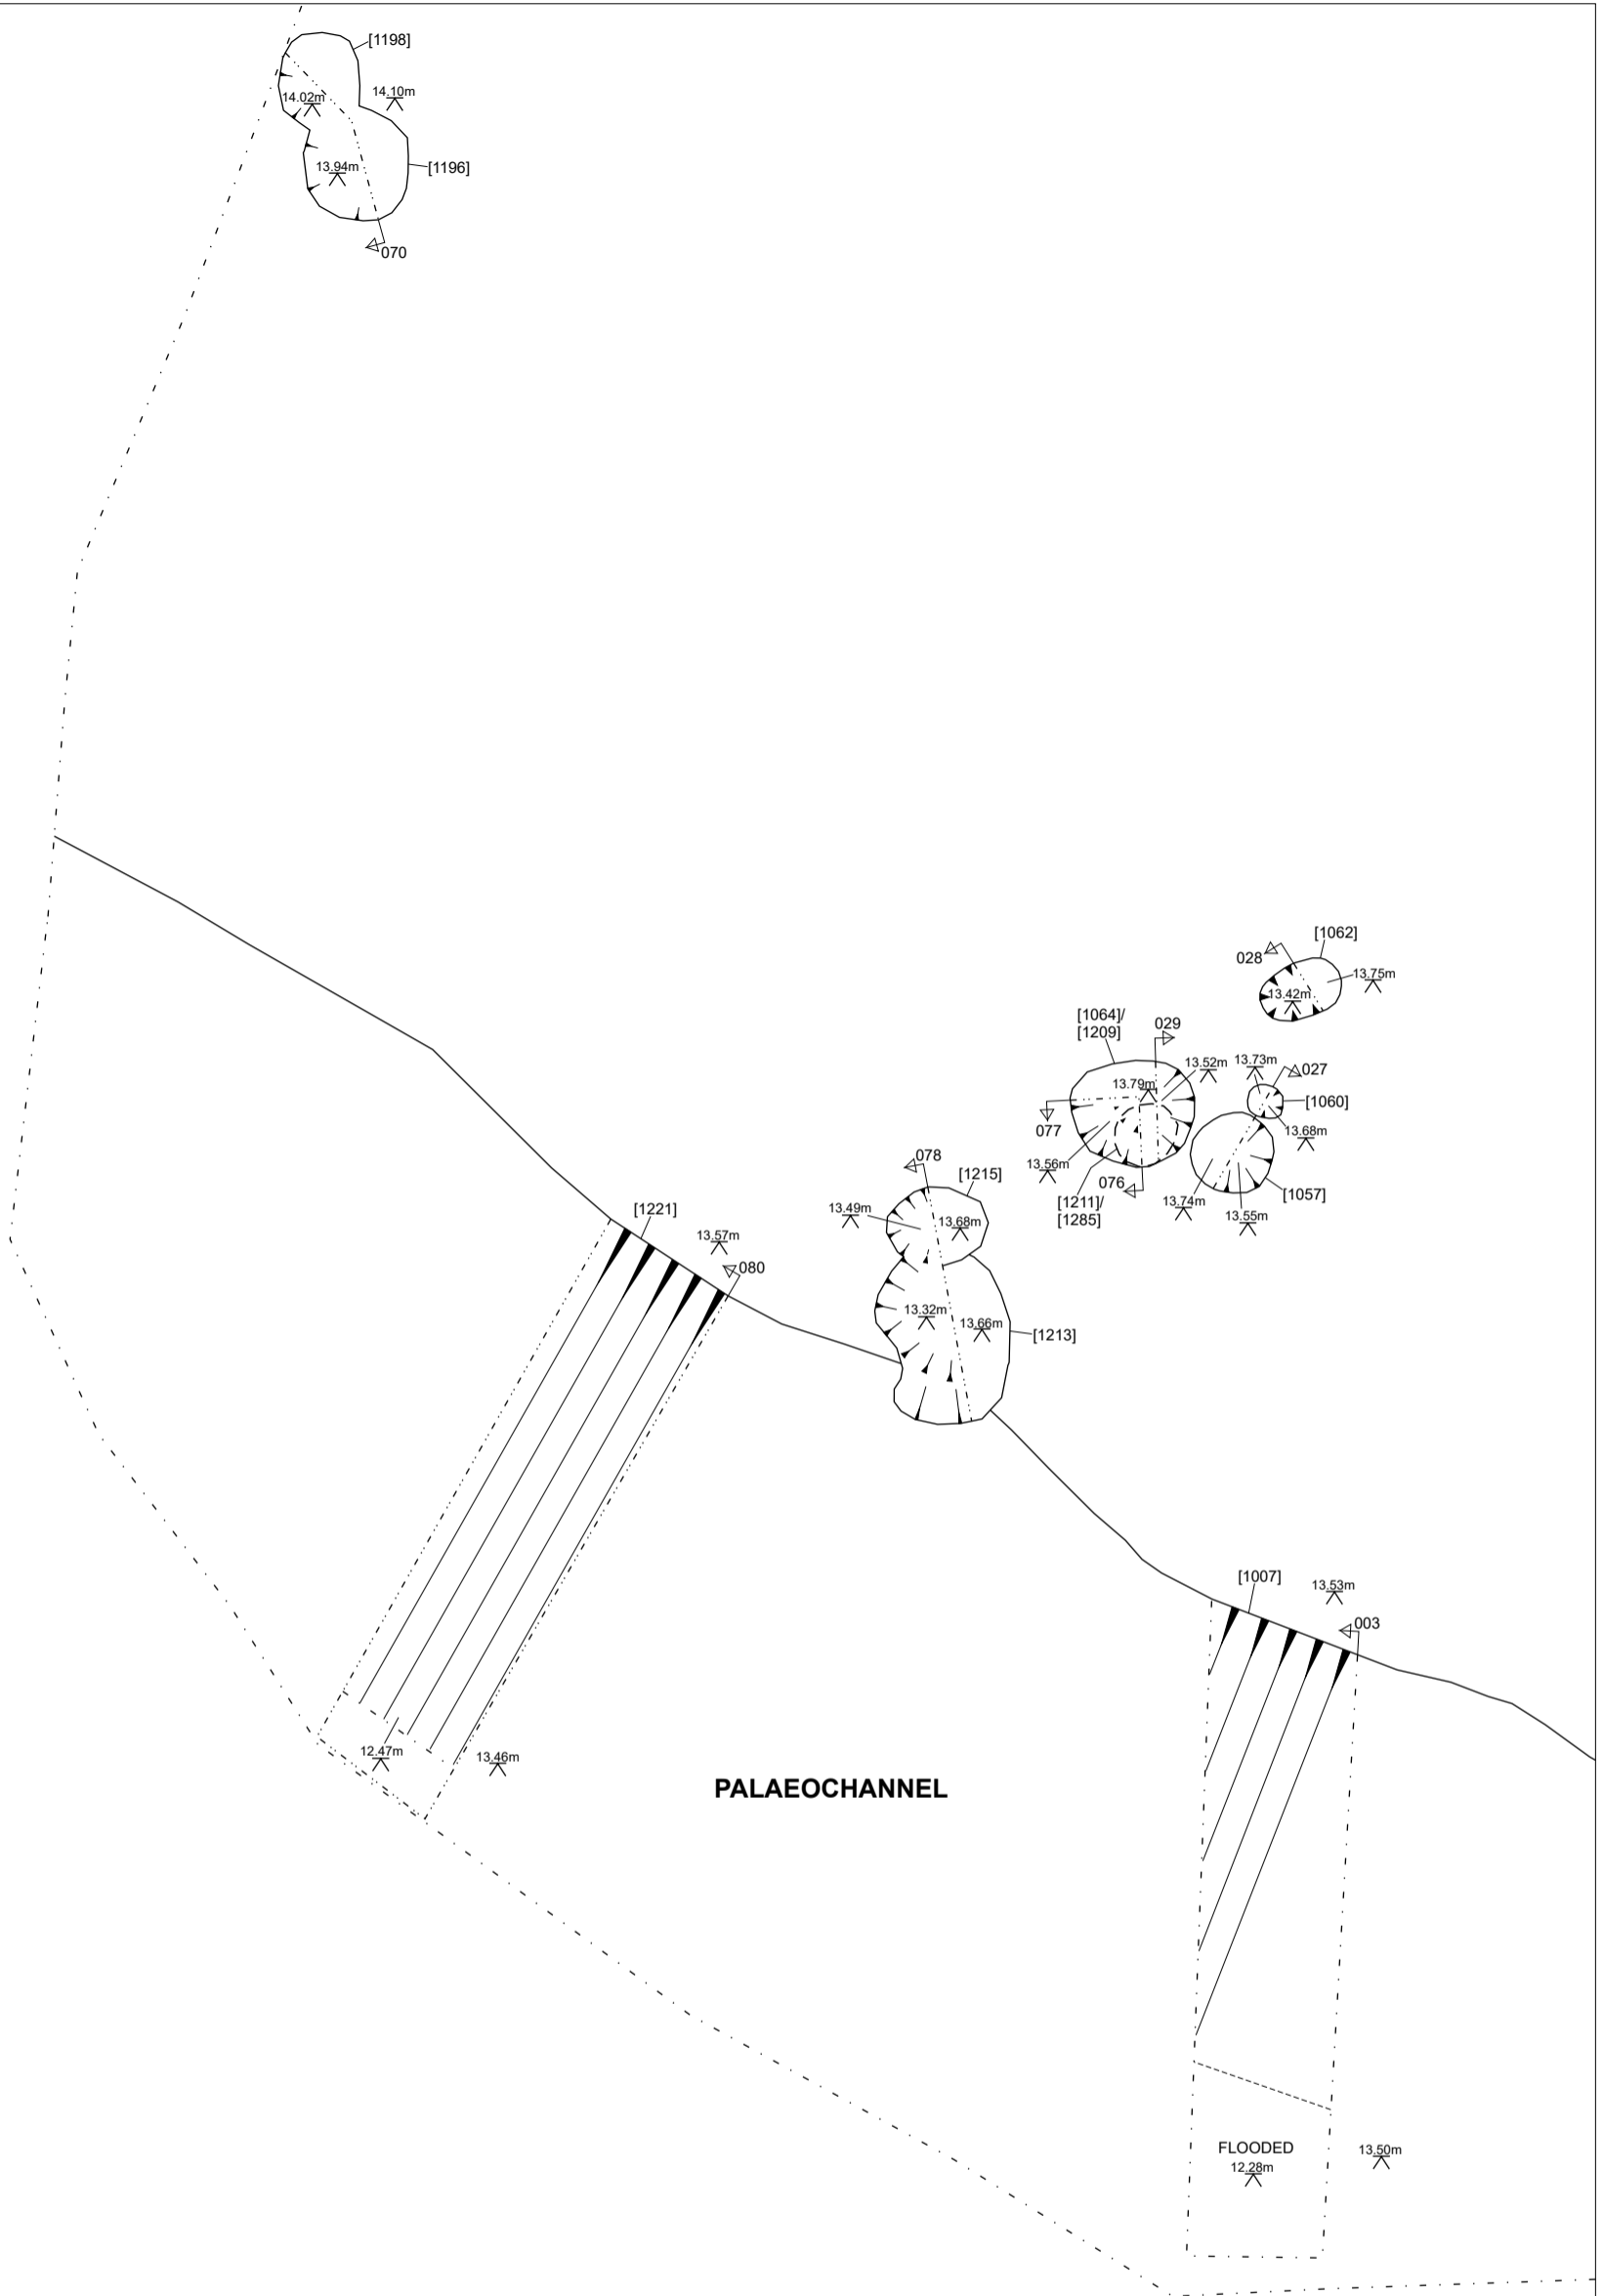 [1198]
14.02m
14.10m
13.94m
[1196]
070
[1062]
028
13.75m
13.42m
[1064]/
[1209]
029
13.52m
13.73m
027
13.79m
[1060]
077
13.68m
078
13.56m
[1215]
076
[1057]
[1211]/
[1285]
13.74m
13.55m
[1221]
13.49m
13.68m
13.57m
080
13.32m
13.66m
[1213]
[1007]
13.53m
003
12.47m
13.46m
PALAEOCHANNEL
FLOODED
12.28m
13.50m